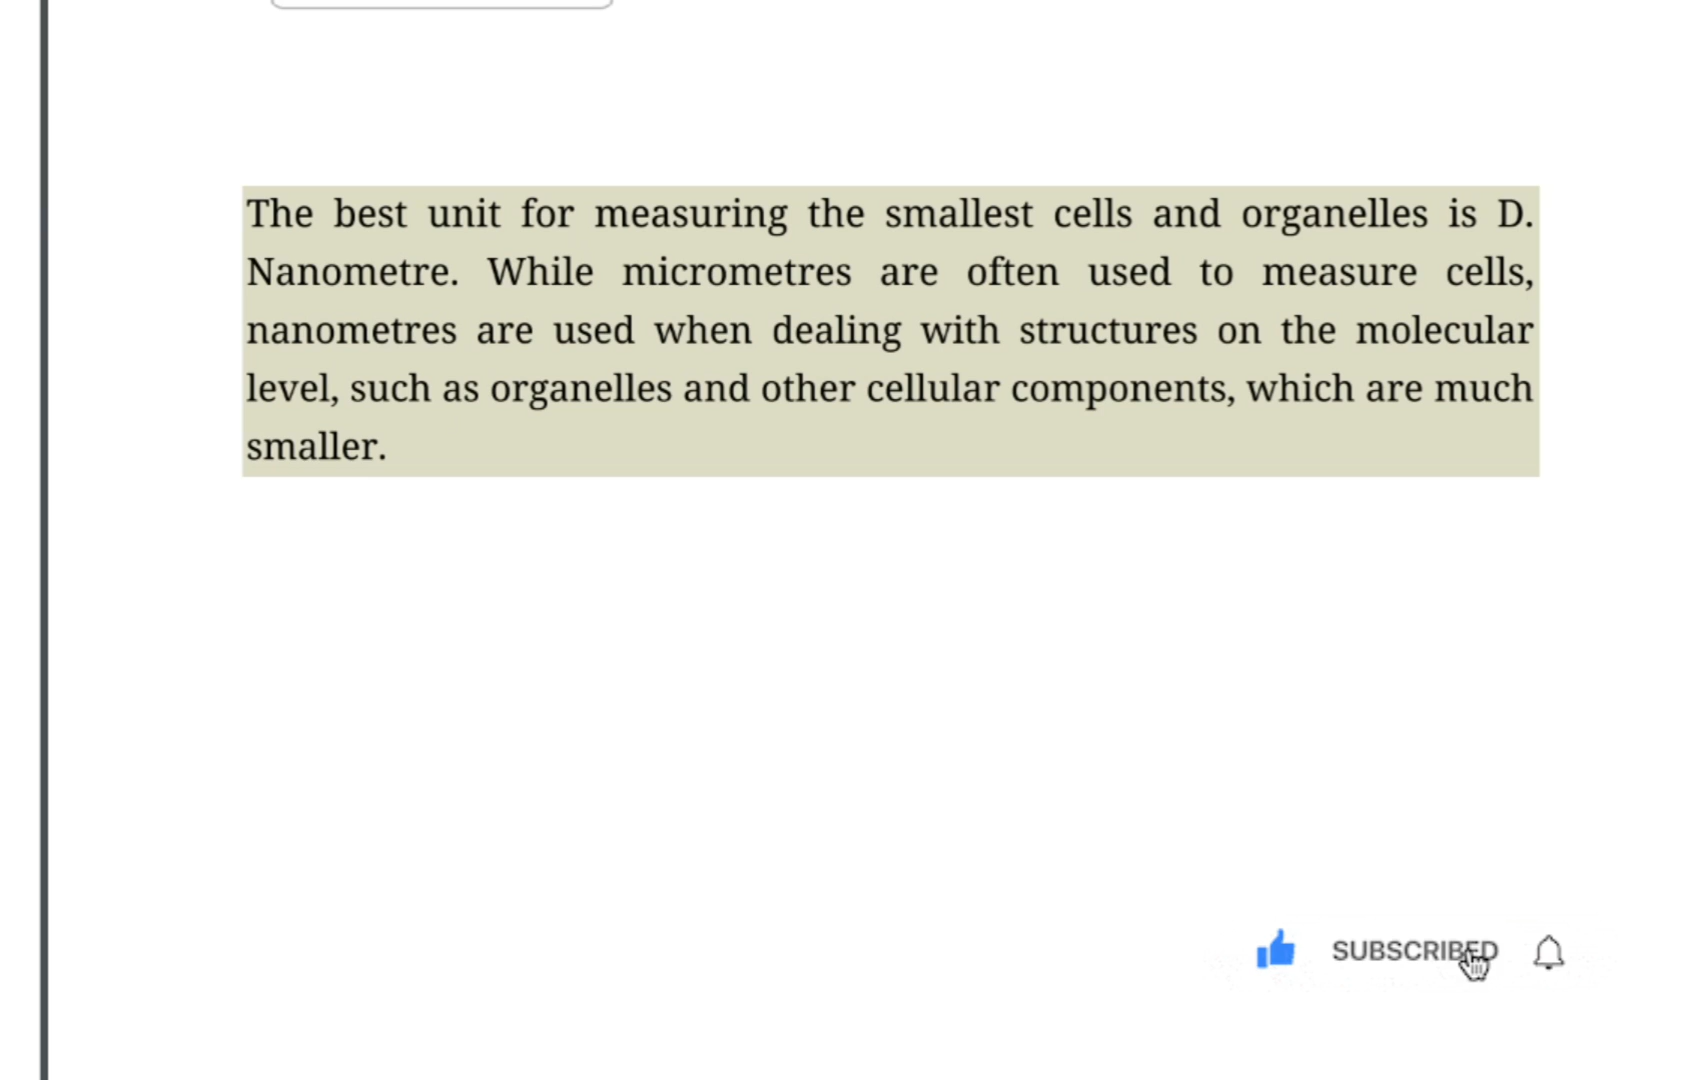 The best unit for measuring the smallest cells and organelles is D.
Nanometre. While micrometres are often used to measure cells,
nanometres are used when dealing with structures on the molecular
level, such as organelles and other cellular components, which are much
smaller.
SUBSCRIBED